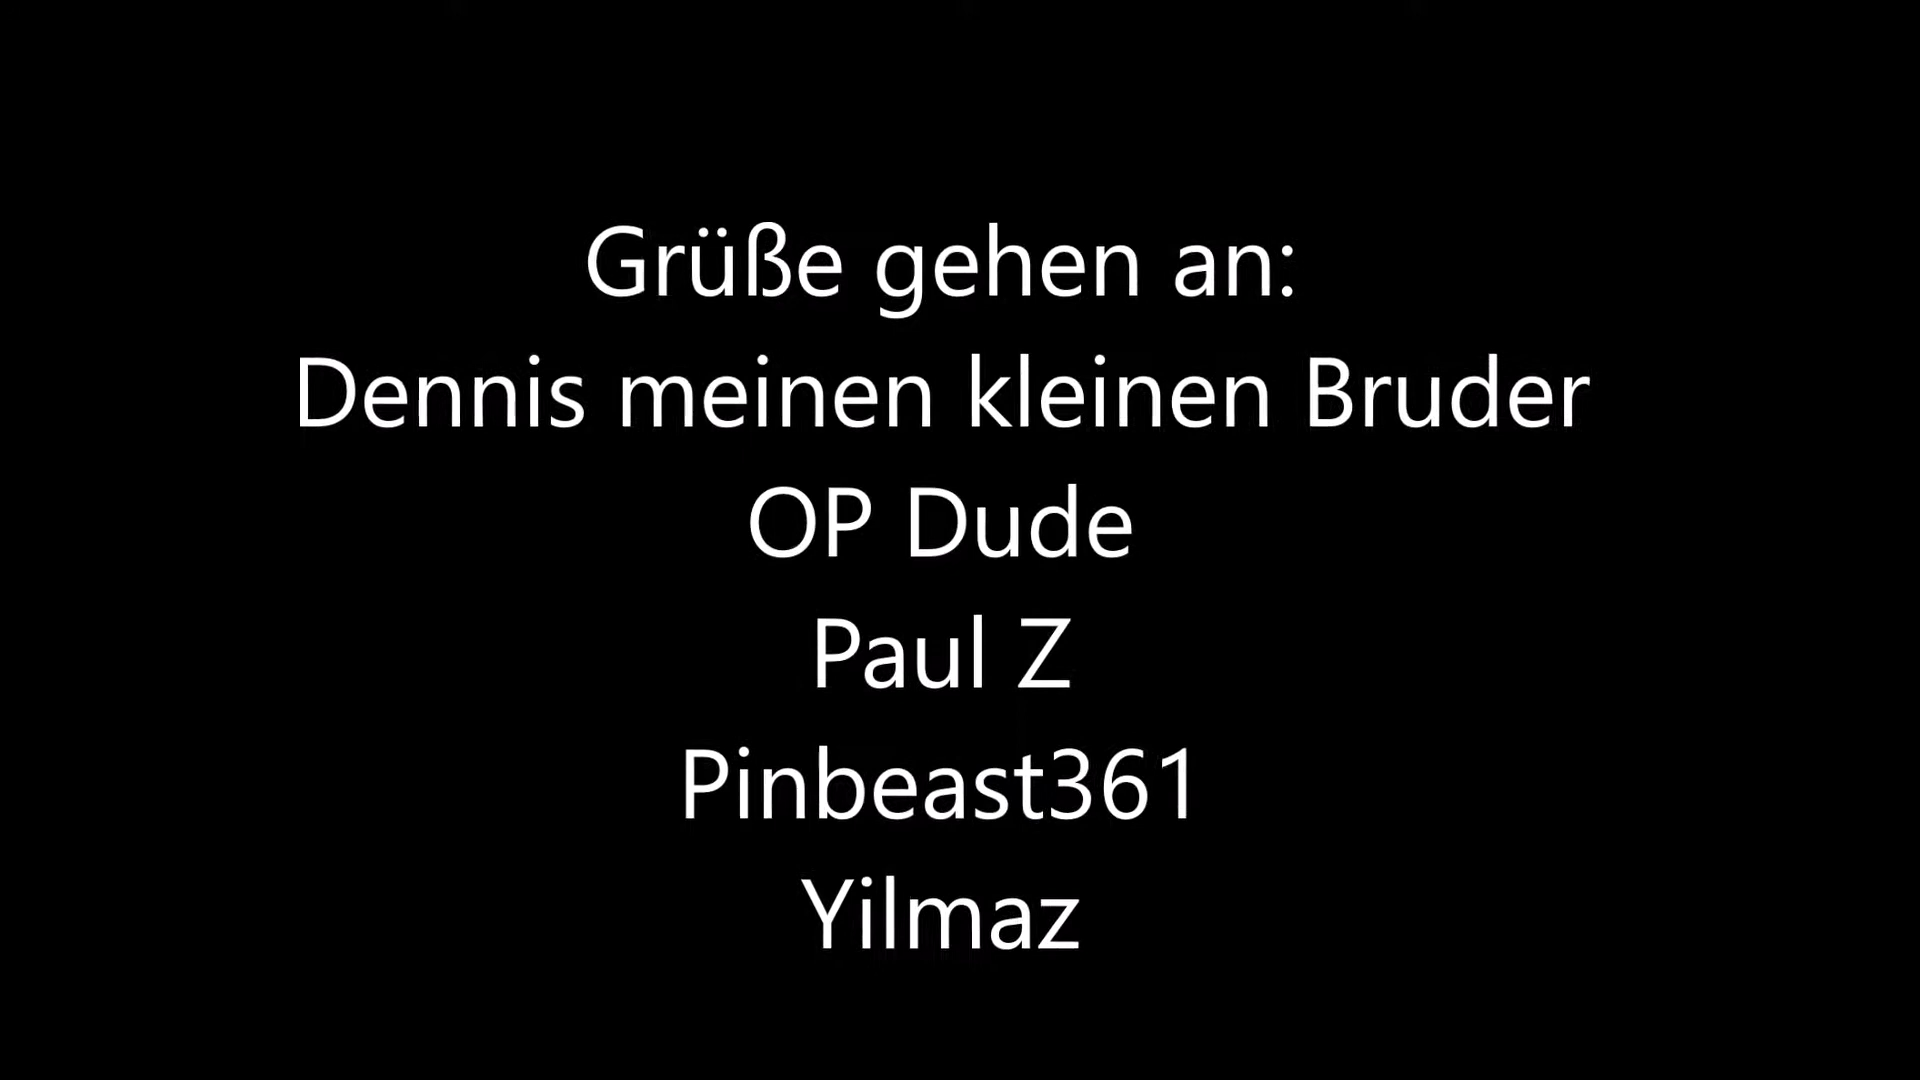 Grüße gehen an:
Dennis meinen kleinen Bruder
OP Dude
Paul Z
Pinbeast361
Yilmaz